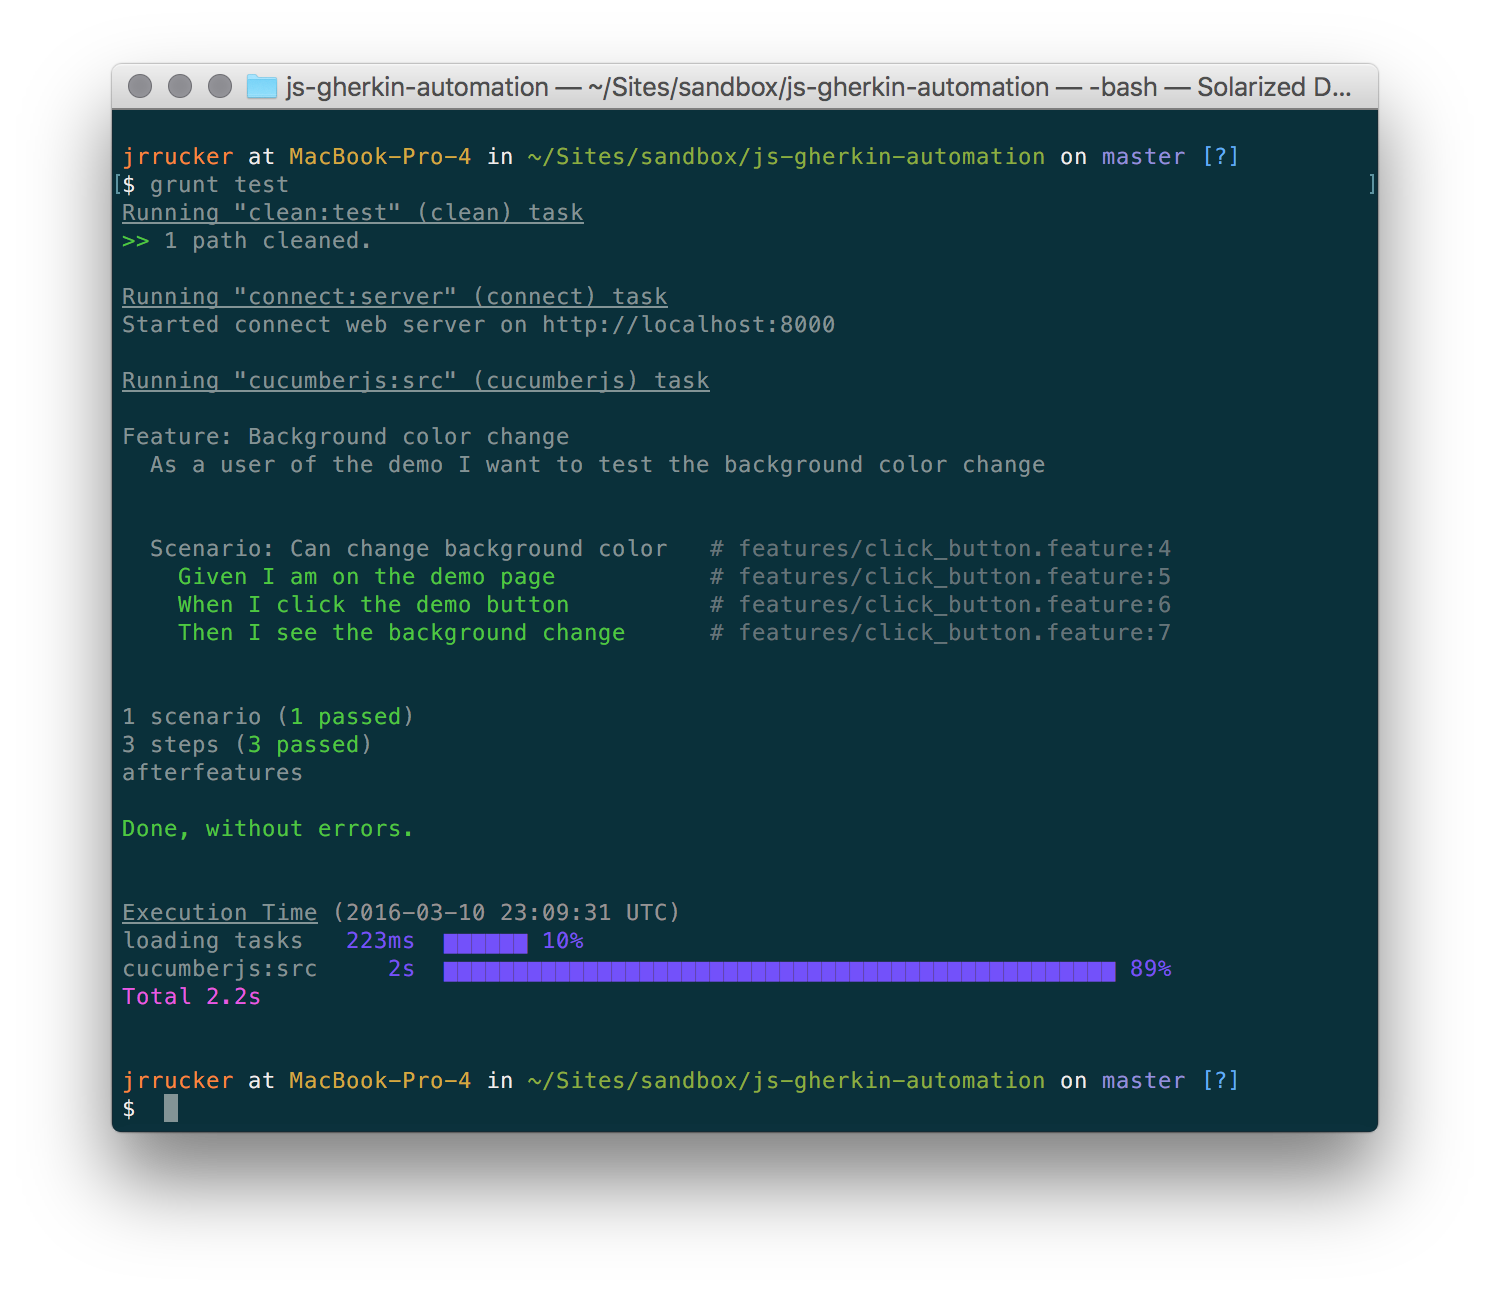 js-gherkin-automation — ~/Sites/sandbox/js-gherkin-automation — -bash — Solarized D...
jrrucker at MacBook-Pro-4 in ~/Sites/sandbox/js-gherkin-automation on master [?]
[$ grunt test ]
Running "clean:test" (clean) task
>> 1 path cleaned.
Running "connect:server" (connect) task
Started connect web server on http://localhost:8000
Running "cucumberjs:src" (cucumberjs) task
Feature: Background color change
As a user of the demo I want to test the background color change
Scenario: Can change background color # features/click_button.feature:4
Given I am on the demo page # features/click_button.feature:5
When I click the demo button # features/click_button.feature:6
Then I see the background change # features/click_button.feature:7
1 scenario (1 passed)
3 steps (3 passed)
afterfeatures
Done, without errors.
Execution Time (2016-03-10 23:09:31 UTC)
loading tasks 223ms 10%
cucumberjs:src 2s 89%
Total 2.2s
jrrucker at MacBook-Pro-4 in ~/Sites/sandbox/js-gherkin-automation on master [?]
$